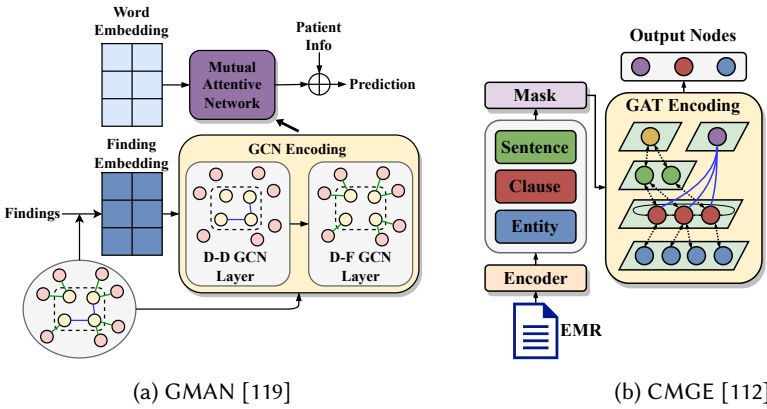 Word
Embedding
Patient
Info
Mutual
Attentive
Network
Prediction
Finding
Embedding
GCN Encoding
Findings
D-D GCN
Layer
D-F GCN
Layer
(a) GMAN [119]
Output Nodes
Mask
GAT Encoding
Sentence
Clause
Entity
Encoder
EMR
(b) CMGE [112]